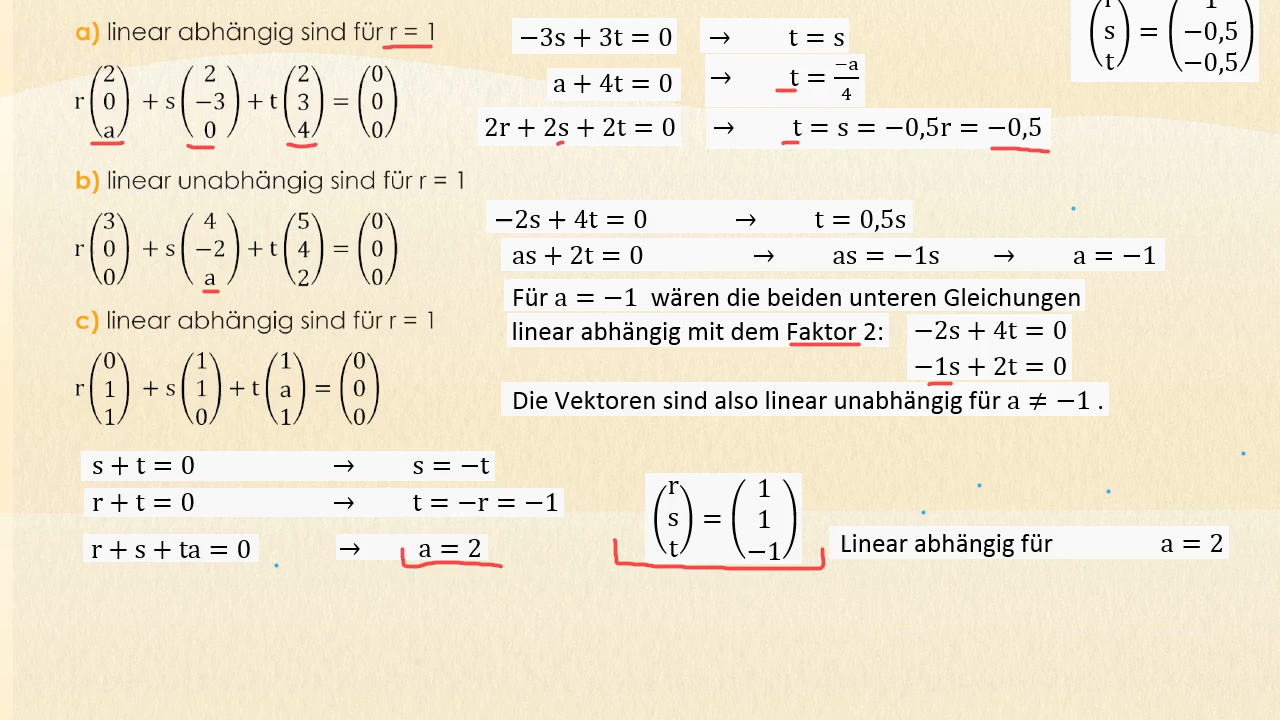 a) linear abhängig sind für r = 1
r (2 0 a) + s (2 −3 0) + t (2 3 4) = (0 0 0)
−3s + 3t = 0 → t = s
a + 4t = 0 → t = −a/4
2r + 2s + 2t = 0 → t = s = −0,5r = −0,5
(r s t) = (1 −0,5 −0,5)
b) linear unabhängig sind für r = 1
r (3 0 0) + s (4 −2 a) + t (5 4 2) = (0 0 0)
−2s + 4t = 0 → t = 0,5s
as + 2t = 0 → as = −1s → a = −1
Für a = −1 wären die beiden unteren Gleichungen
linear abhängig mit dem Faktor 2: −2s + 4t = 0
−1s + 2t = 0
Die Vektoren sind also linear unabhängig für a ≠ −1 .
c) linear abhängig sind für r = 1
r (0 1 1) + s (1 1 0) + t (1 a 1) = (0 0 0)
s + t = 0 → s = −t
r + t = 0 → t = −r = −1
r + s + ta = 0 → a = 2
(r s t) = (1 1 −1)
Linear abhängig für a = 2